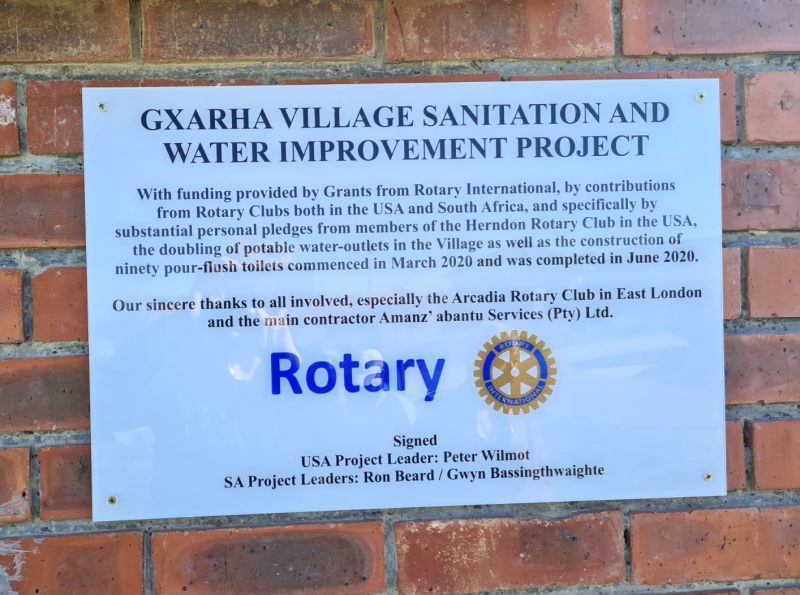 GXARHA VILLAGE SANITATION AND
WATER IMPROVEMENT PROJECT
With funding provided by Grants from Rotary International, by contributions
from Rotary Clubs both in the USA and South Africa, and specifically by
substantial personal pledges from members of the Herndon Rotary Club in the USA,
the doubling of potable water-outlets in the Village as well as the construction of
ninety pour-flush toilets commenced in March 2020 and was completed in June 2020.
Our sincere thanks to all involved, especially the Arcadia Rotary Club in East London
and the main contractor Amanz' abantu Services (Pty) Ltd.
Rotary
ROTARY
INTERNATIONAL
Signed
USA Project Leader: Peter Wilmot
SA Project Leaders: Ron Beard / Gwyn Bassingthwaighte